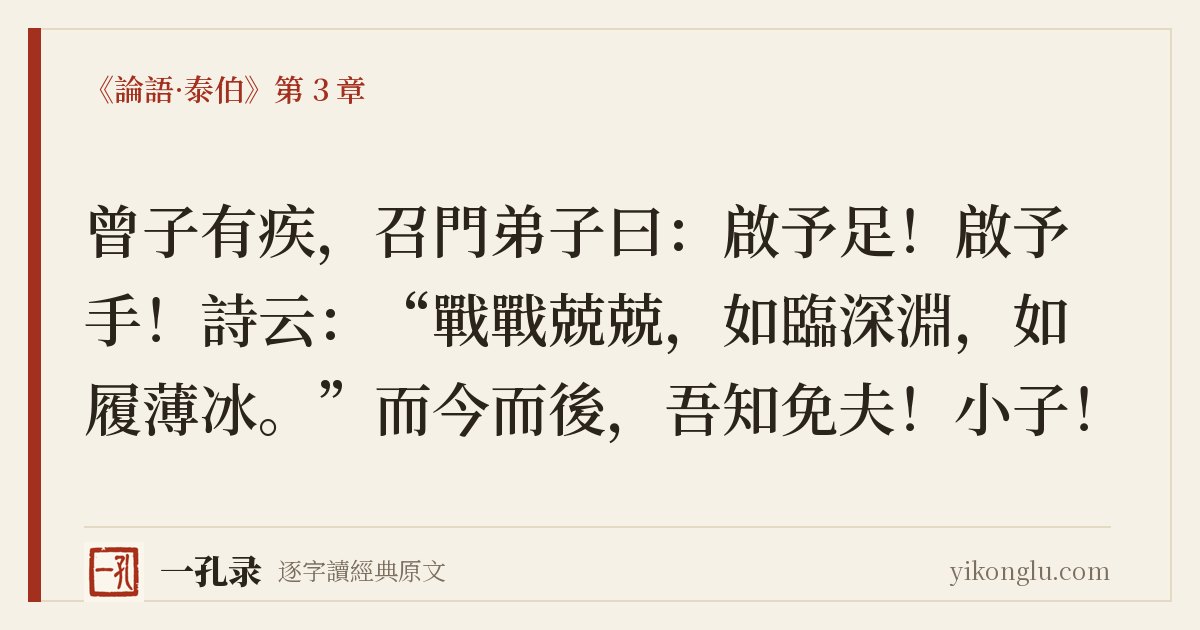 《論語·泰伯》第 3 章
曾子有疾，召門弟子曰：啟予足！啟予
手！詩云：“戰戰兢兢，如臨深淵，如
履薄冰。”而今而後，吾知免夫！小子！
一孔
一孔录 逐字讀經典原文 yikonglu.com